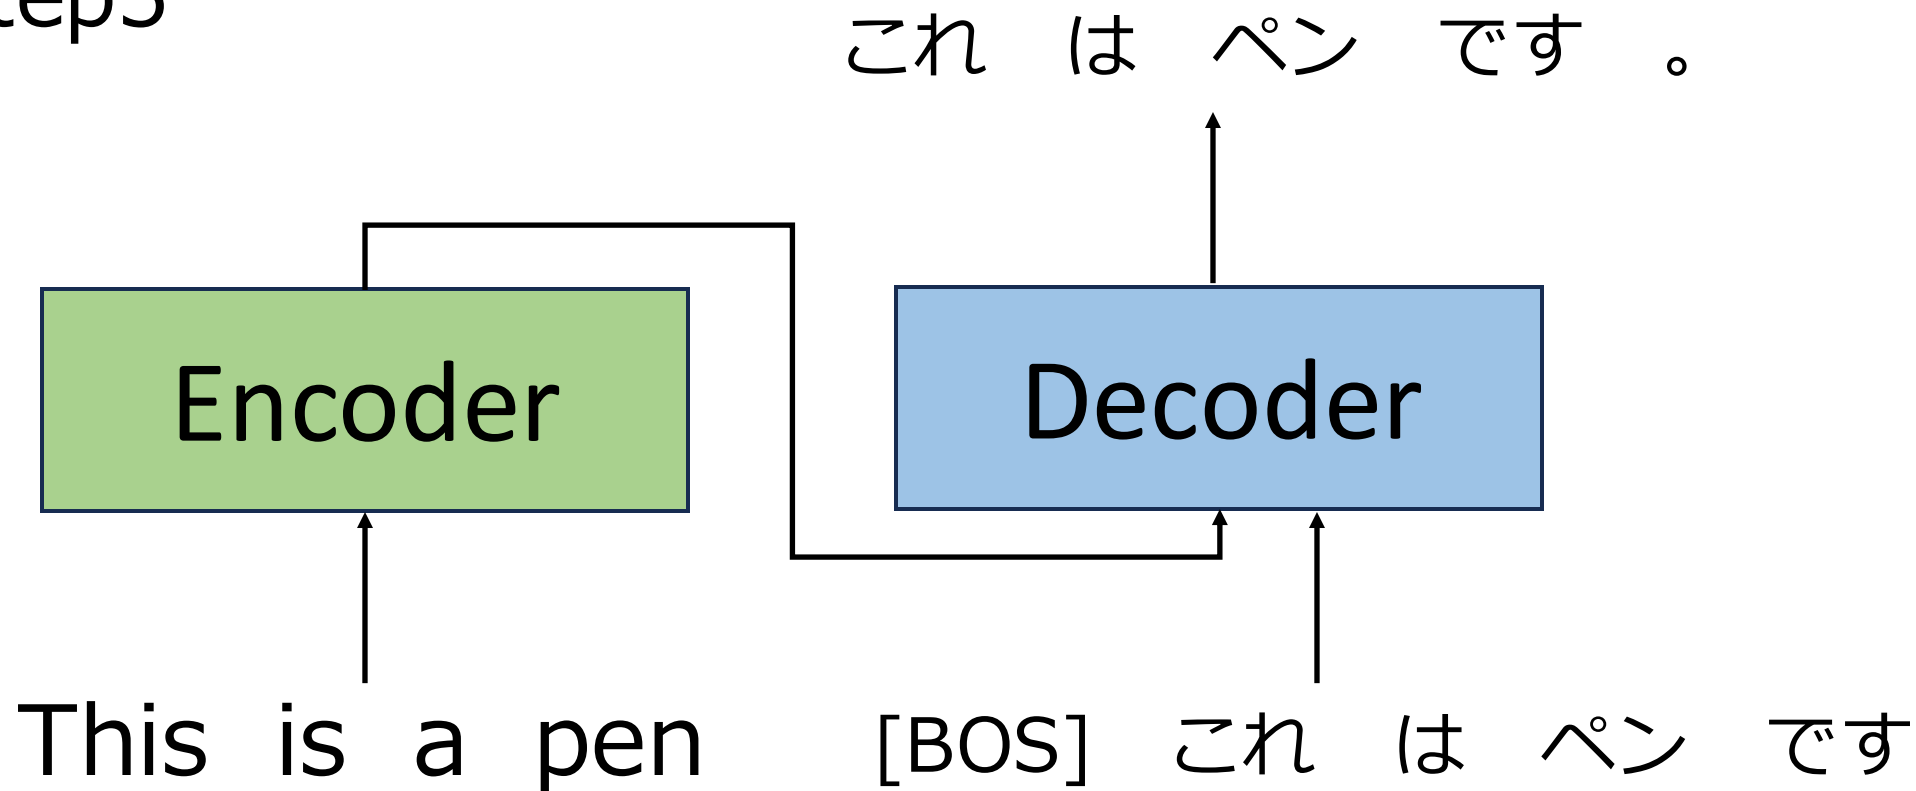 tep5
これ は ペン です 。
Encoder
Decoder
This is a pen
[BOS] これ は ペン です